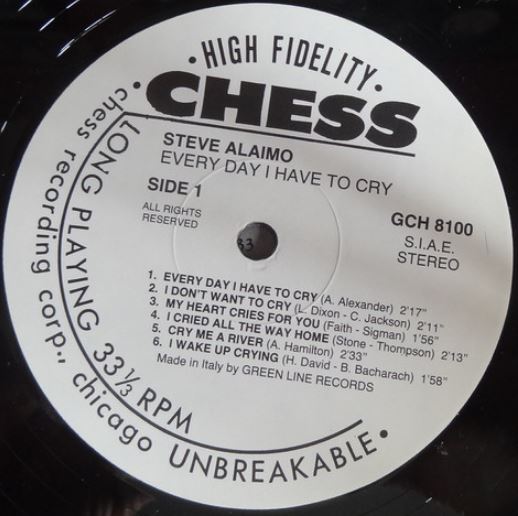 • HIGH FIDELITY •
• CHESS
STEVE ALAIMO
EVERY DAY I HAVE TO CRY
SIDE 1
ALL RIGHTS
RESERVED
GCH 8100
S.I.A.E.
STEREO
33
1. EVERY DAY I HAVE TO CRY (A. Alexander) 2'17"
2. I DON'T WANT TO CRY (L. Dixon - C. Jackson) 2'11"
3. MY HEART CRIES FOR YOU (Faith - Sigman) 1'56"
4. I CRIED ALL THE WAY HOME (Stone - Thompson) 2'13"
5. CRY ME A RIVER (A. Hamilton) 2'33"
6. I WAKE UP CRYING (H. David - B. Bacharach) 1'58"
Made in Italy by GREEN LINE RECORDS
LONG PLAYING 33⅓ RPM
chess recording corp., chicago UNBREAKABLE •